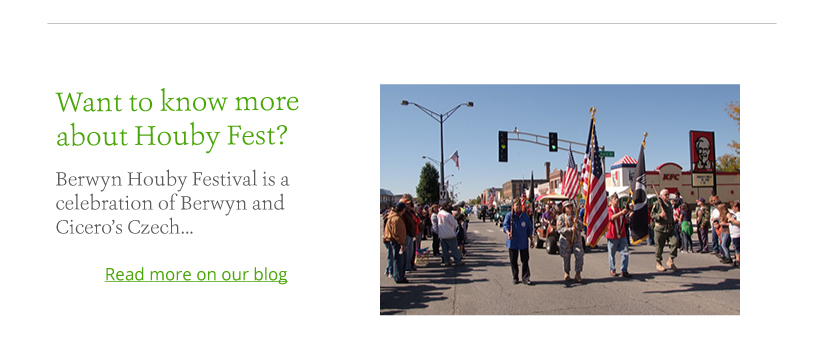 Want to know more
about Houby Fest?
Berwyn Houby Festival is a
celebration of Berwyn and
Cicero's Czech...
Read more on our blog
KFC